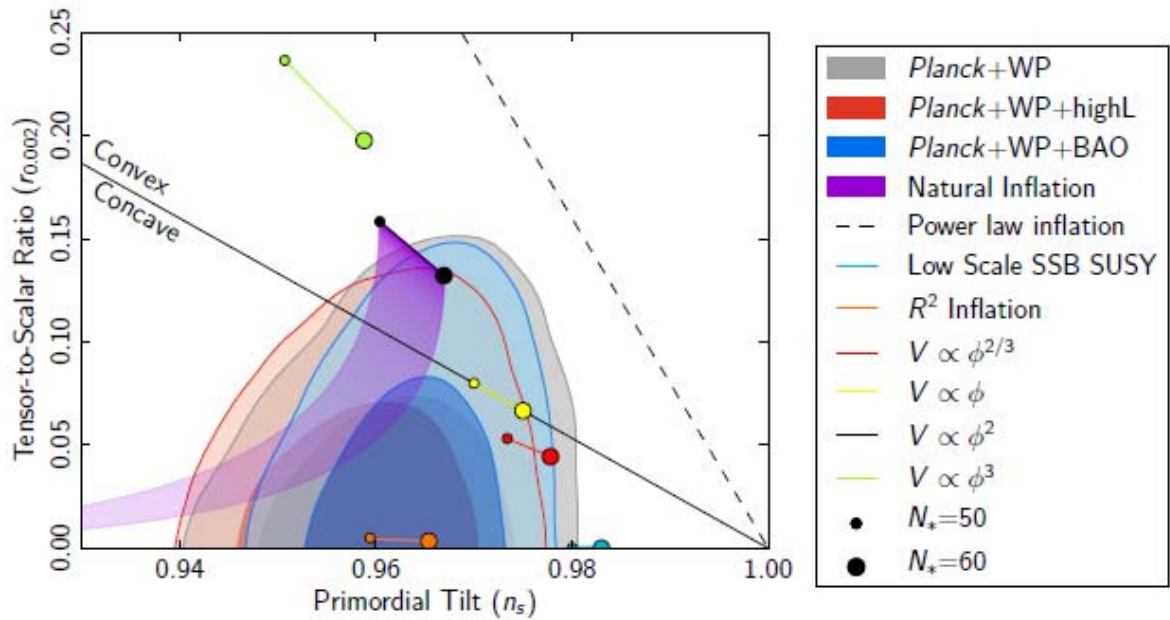 0.25
0.20
0.15
0.10
0.05
0.00
Tensor-to-Scalar Ratio (r₀.₀₀₂)
Convex
Concave
0.94
0.96
0.98
1.00
Primordial Tilt (nₛ)
Planck+WP
Planck+WP+highL
Planck+WP+BAO
Natural Inflation
Power law inflation
Low Scale SSB SUSY
R² Inflation
V ∝ ϕ²/³
V ∝ ϕ
V ∝ ϕ²
V ∝ ϕ³
N*=50
N*=60